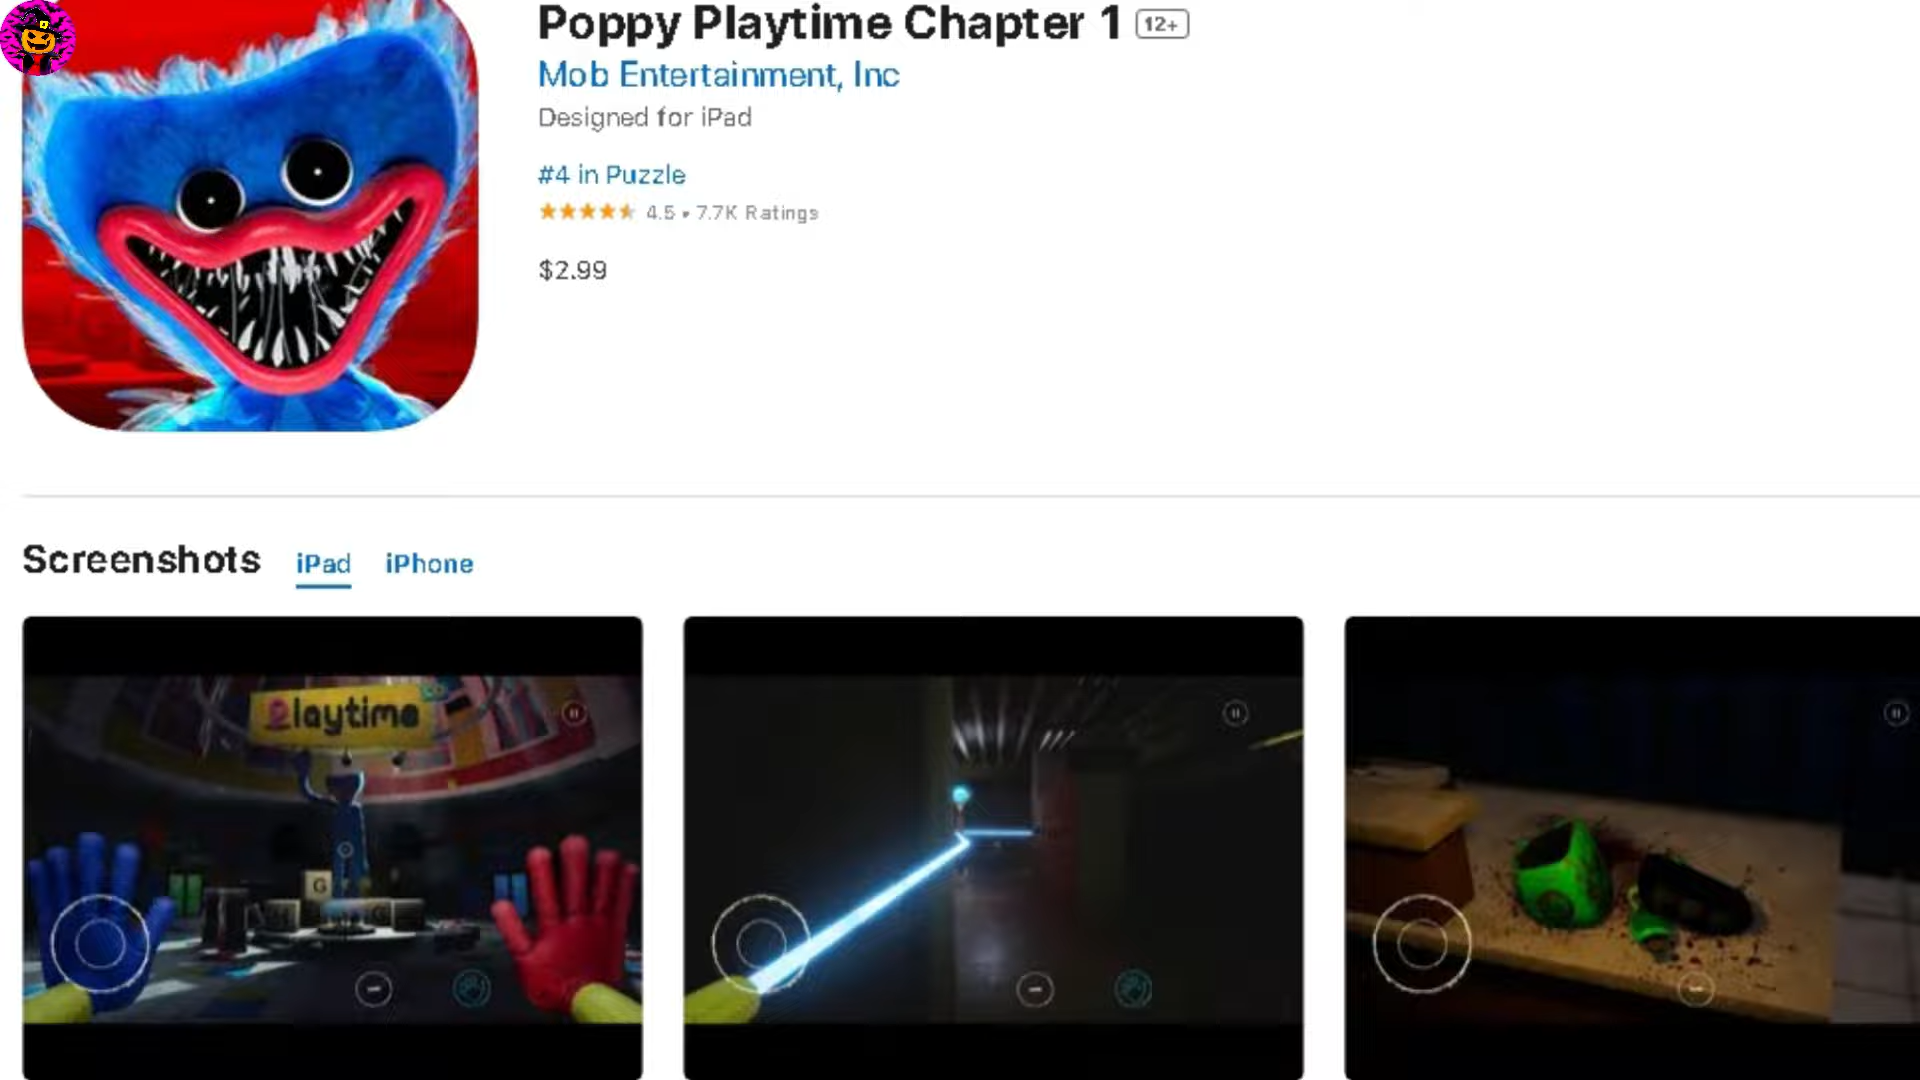 Poppy Playtime Chapter 1 12+
Mob Entertainment, Inc
Designed for iPad
#4 in Puzzle
4.5 • 7.7K Ratings
$2.99
Screenshots iPad iPhone
Playtime
G